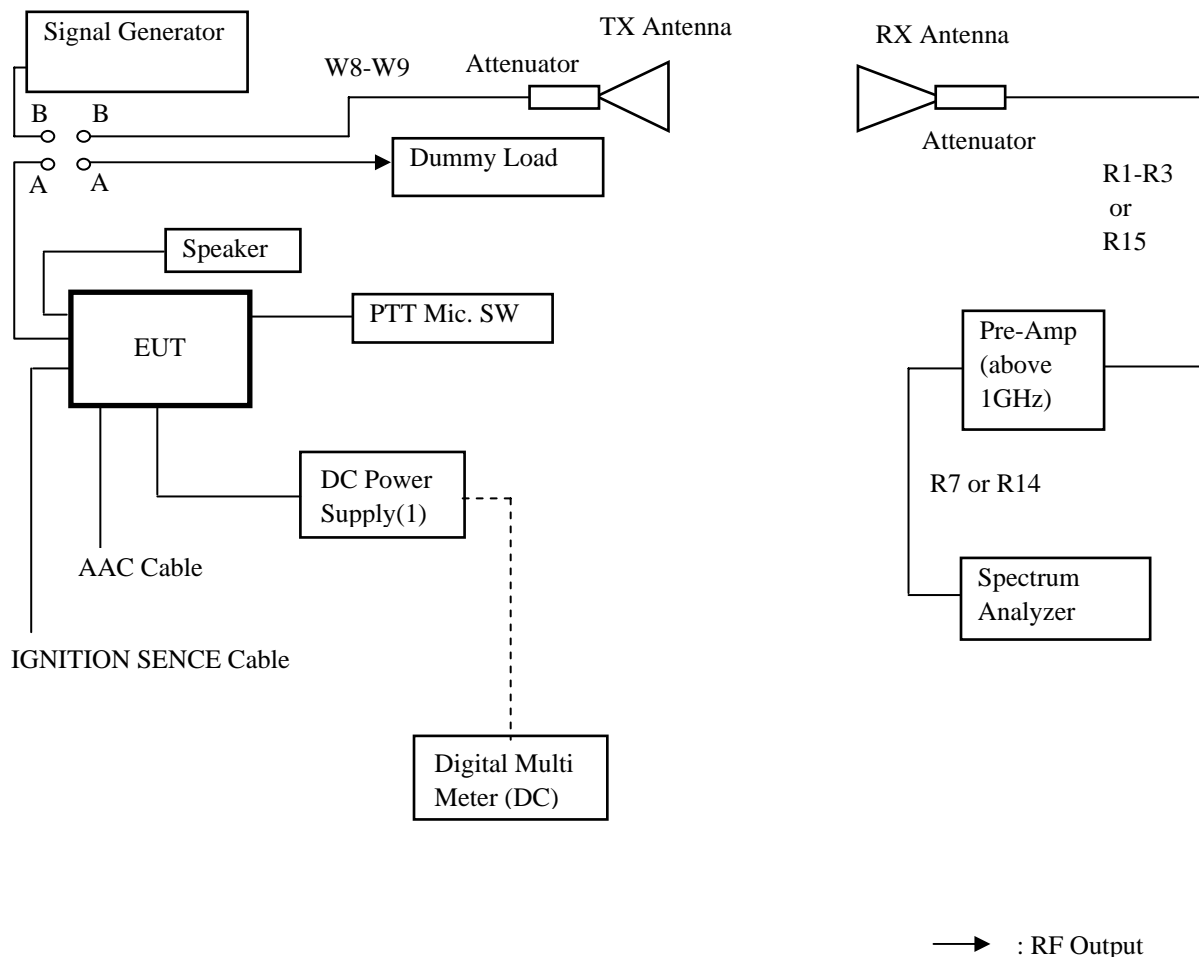 Signal Generator
TX Antenna
RX Antenna
W8-W9
Attenuator
B
B
Attenuator
Dummy Load
A
A
R1-R3
or
R15
Speaker
PTT Mic. SW
EUT
Pre-Amp
(above
1GHz)
DC Power
Supply(1)
R7 or R14
AAC Cable
Spectrum
Analyzer
IGNITION SENCE Cable
Digital Multi
Meter (DC)
: RF Output